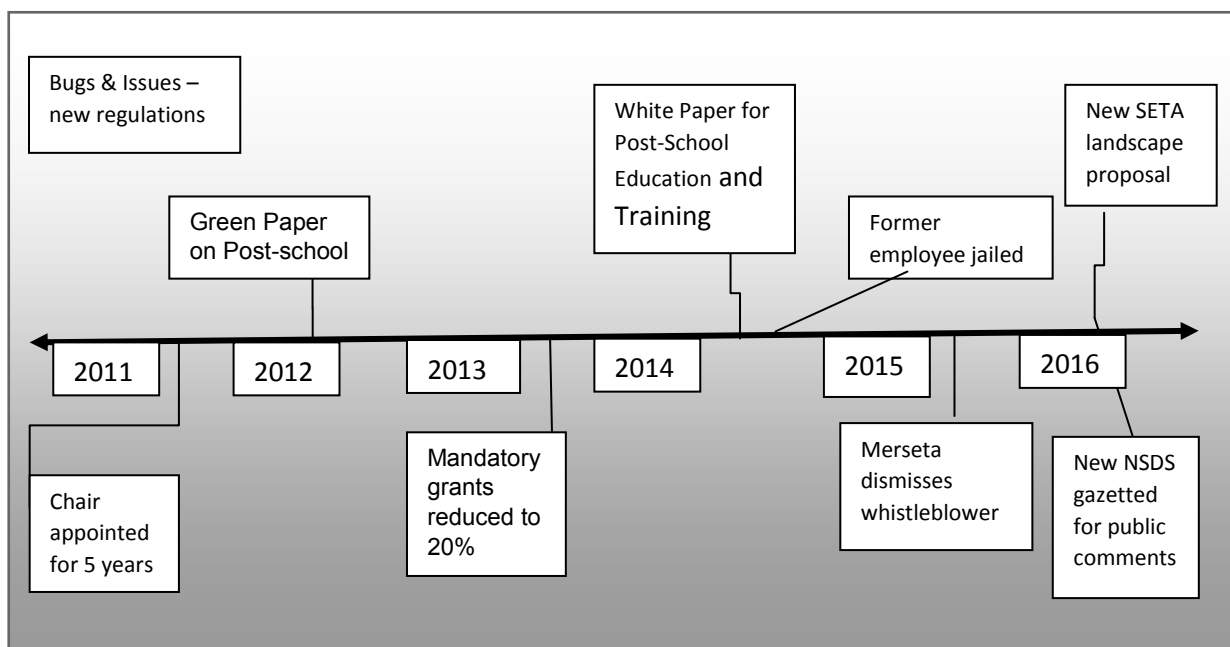 Bugs & Issues –
new regulations
Green Paper
on Post-school
White Paper for
Post-School
Education and
Training
Former
employee jailed
New SETA
landscape
proposal
2011
2012
2013
2014
2015
2016
Chair
appointed
for 5 years
Mandatory
grants
reduced to
20%
Merseta
dismisses
whistleblower
New NSDS
gazetted
for public
comments